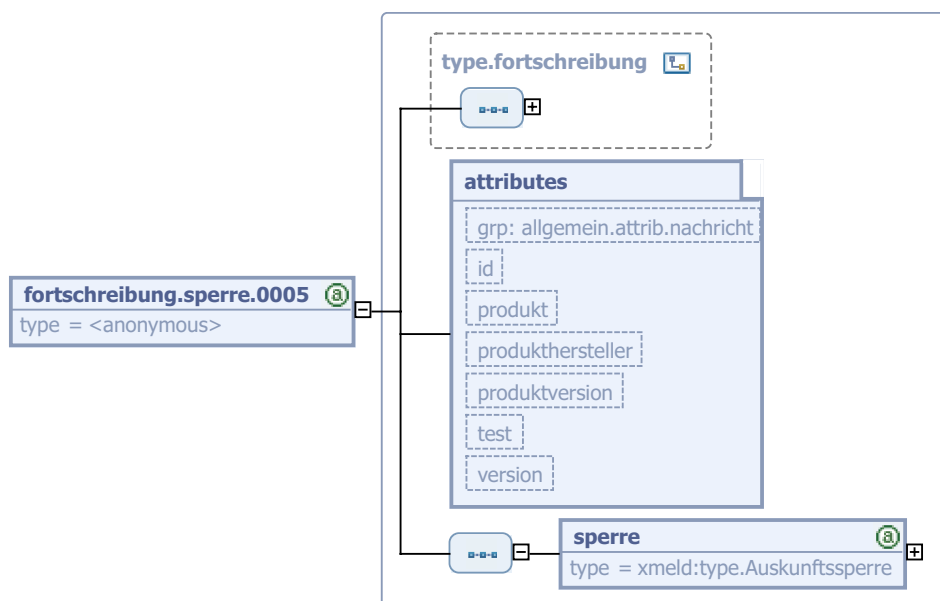 type.fortschreibung
attributes
grp: allgemein.attrib.nachricht
id
produkt
produkthersteller
produktversion
test
version
fortschreibung.sperre.0005
type = <anonymous>
sperre
type = xmeld:type.Auskunftssperre